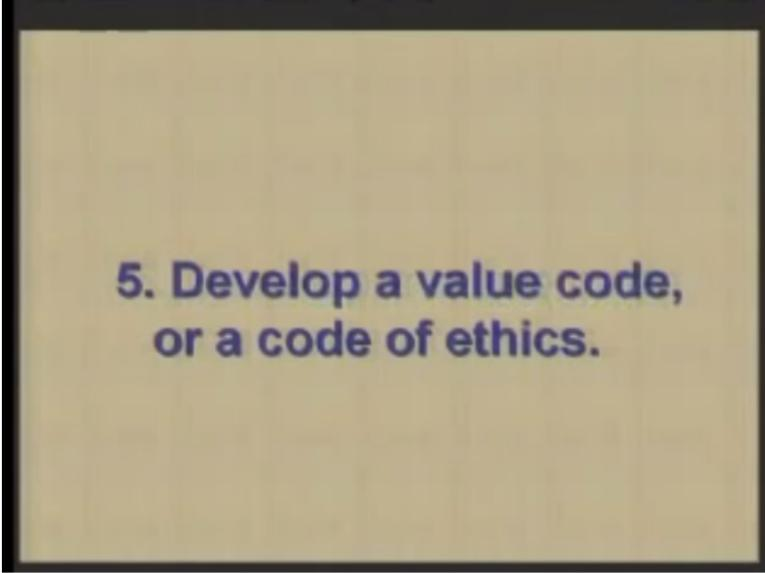 5. Develop a value code,
or a code of ethics.